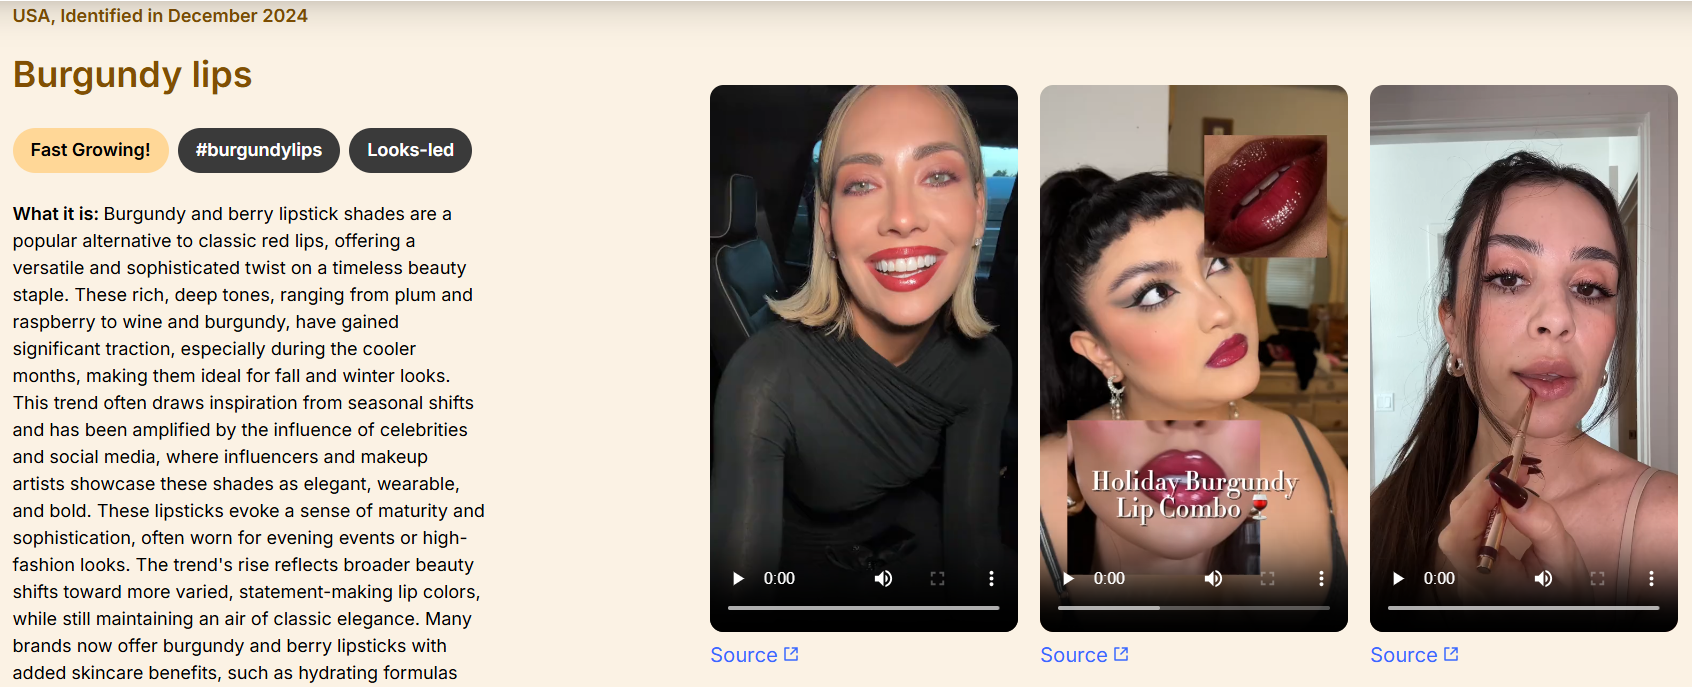 USA, Identified in December 2024
Burgundy lips
Fast Growing!
#burgundylips
Looks-led
What it is: Burgundy and berry lipstick shades are a
popular alternative to classic red lips, offering a
versatile and sophisticated twist on a timeless beauty
staple. These rich, deep tones, ranging from plum and
raspberry to wine and burgundy, have gained
significant traction, especially during the cooler
months, making them ideal for fall and winter looks.
This trend often draws inspiration from seasonal shifts
and has been amplified by the influence of celebrities
and social media, where influencers and makeup
artists showcase these shades as elegant, wearable,
and bold. These lipsticks evoke a sense of maturity and
sophistication, often worn for evening events or high-
fashion looks. The trend's rise reflects broader beauty
shifts toward more varied, statement-making lip colors,
while still maintaining an air of classic elegance. Many
brands now offer burgundy and berry lipsticks with
added skincare benefits, such as hydrating formulas
0:00
Source
Holiday Burgundy
Lip Combo 🍷
0:00
Source
0:00
Source